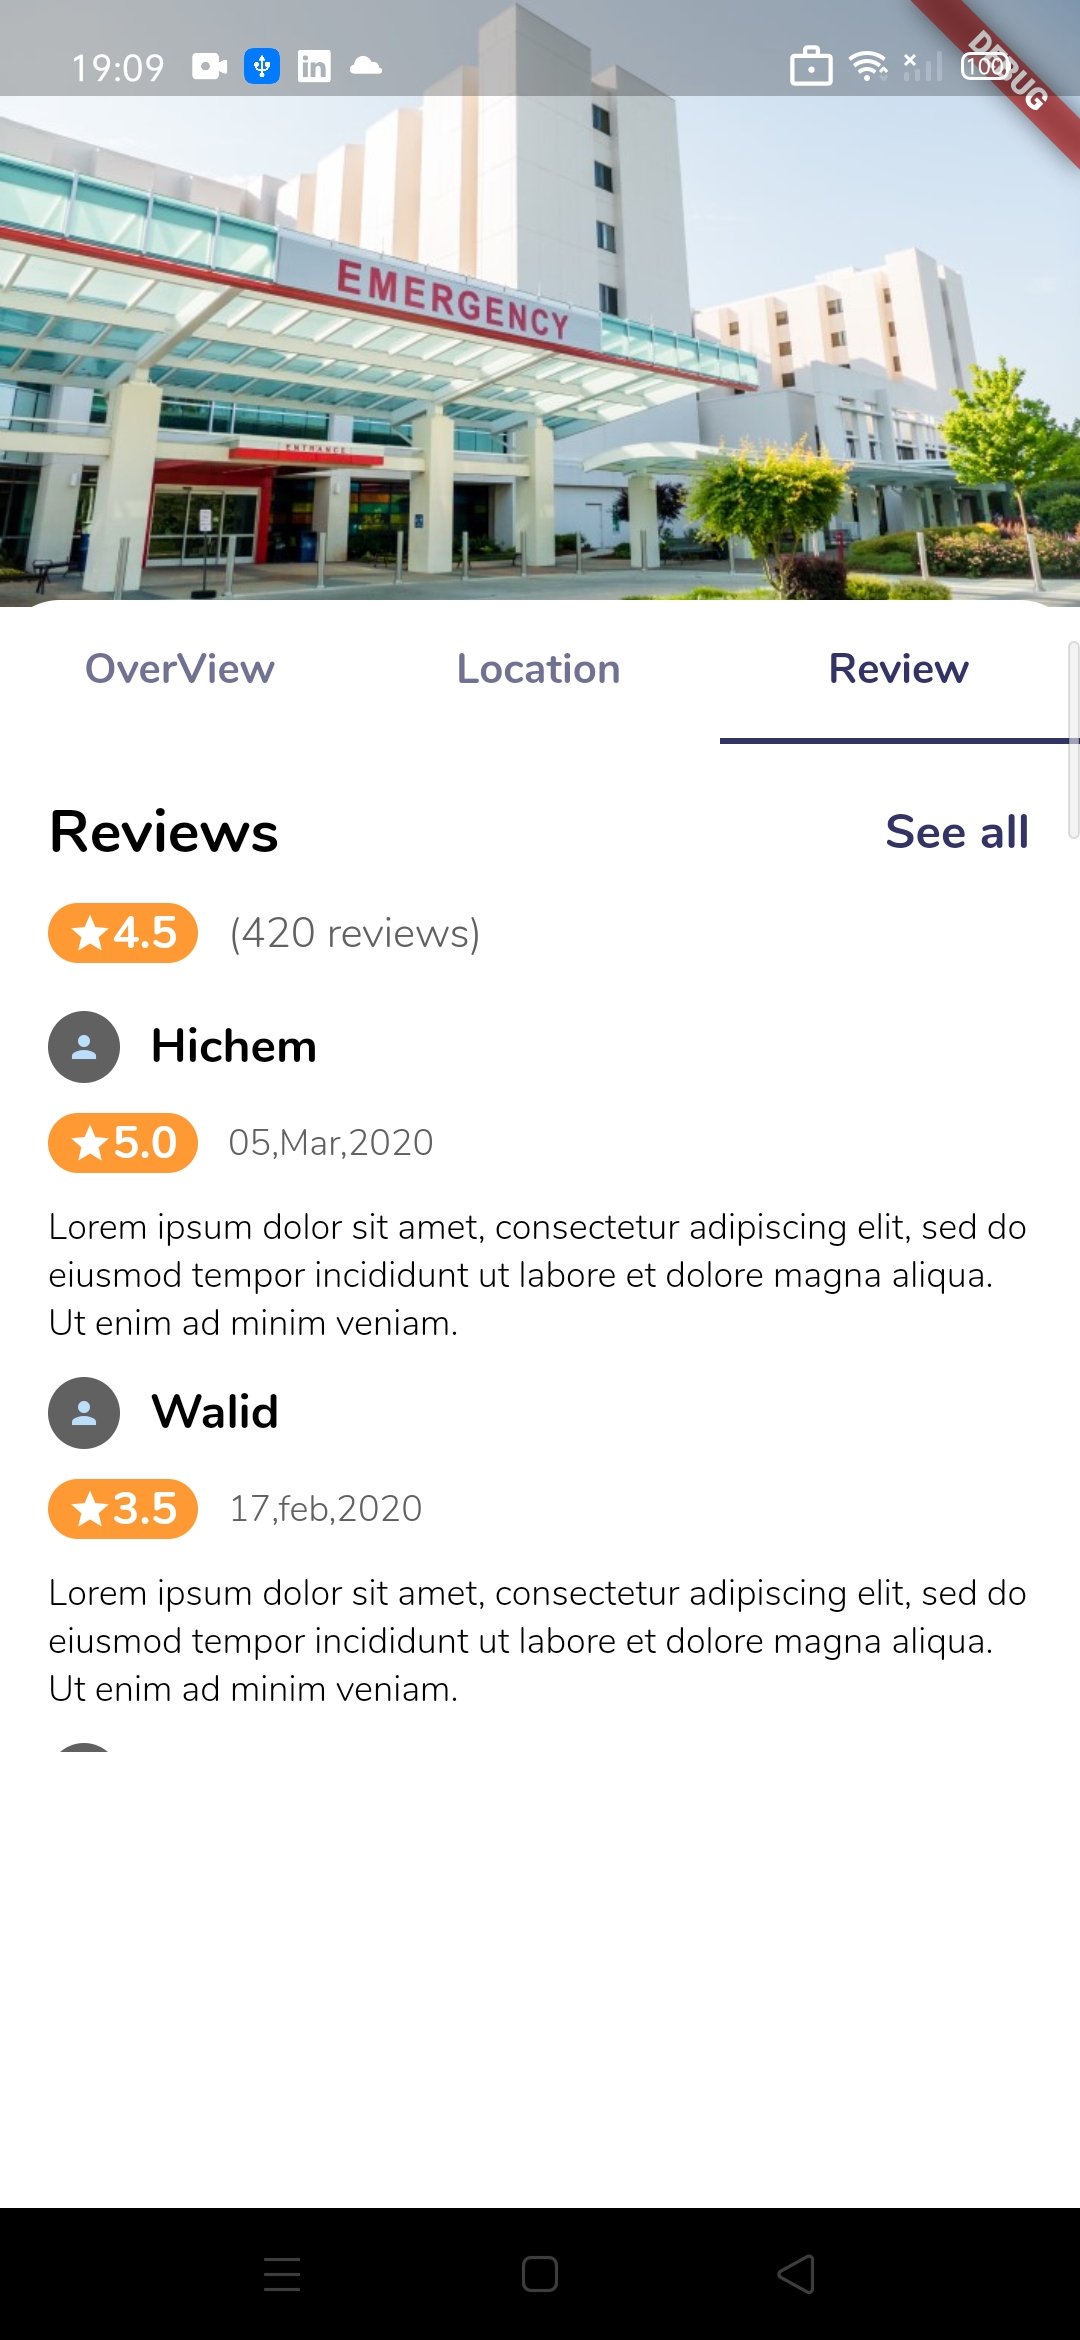 19:09
100
DEBUG
EMERGENCY
ENTRANCE
OverView Location Review
Reviews See all
4.5 (420 reviews)
Hichem
5.0 05,Mar,2020
Lorem ipsum dolor sit amet, consectetur adipiscing elit, sed do
eiusmod tempor incididunt ut labore et dolore magna aliqua.
Ut enim ad minim veniam.
Walid
3.5 17,feb,2020
Lorem ipsum dolor sit amet, consectetur adipiscing elit, sed do
eiusmod tempor incididunt ut labore et dolore magna aliqua.
Ut enim ad minim veniam.